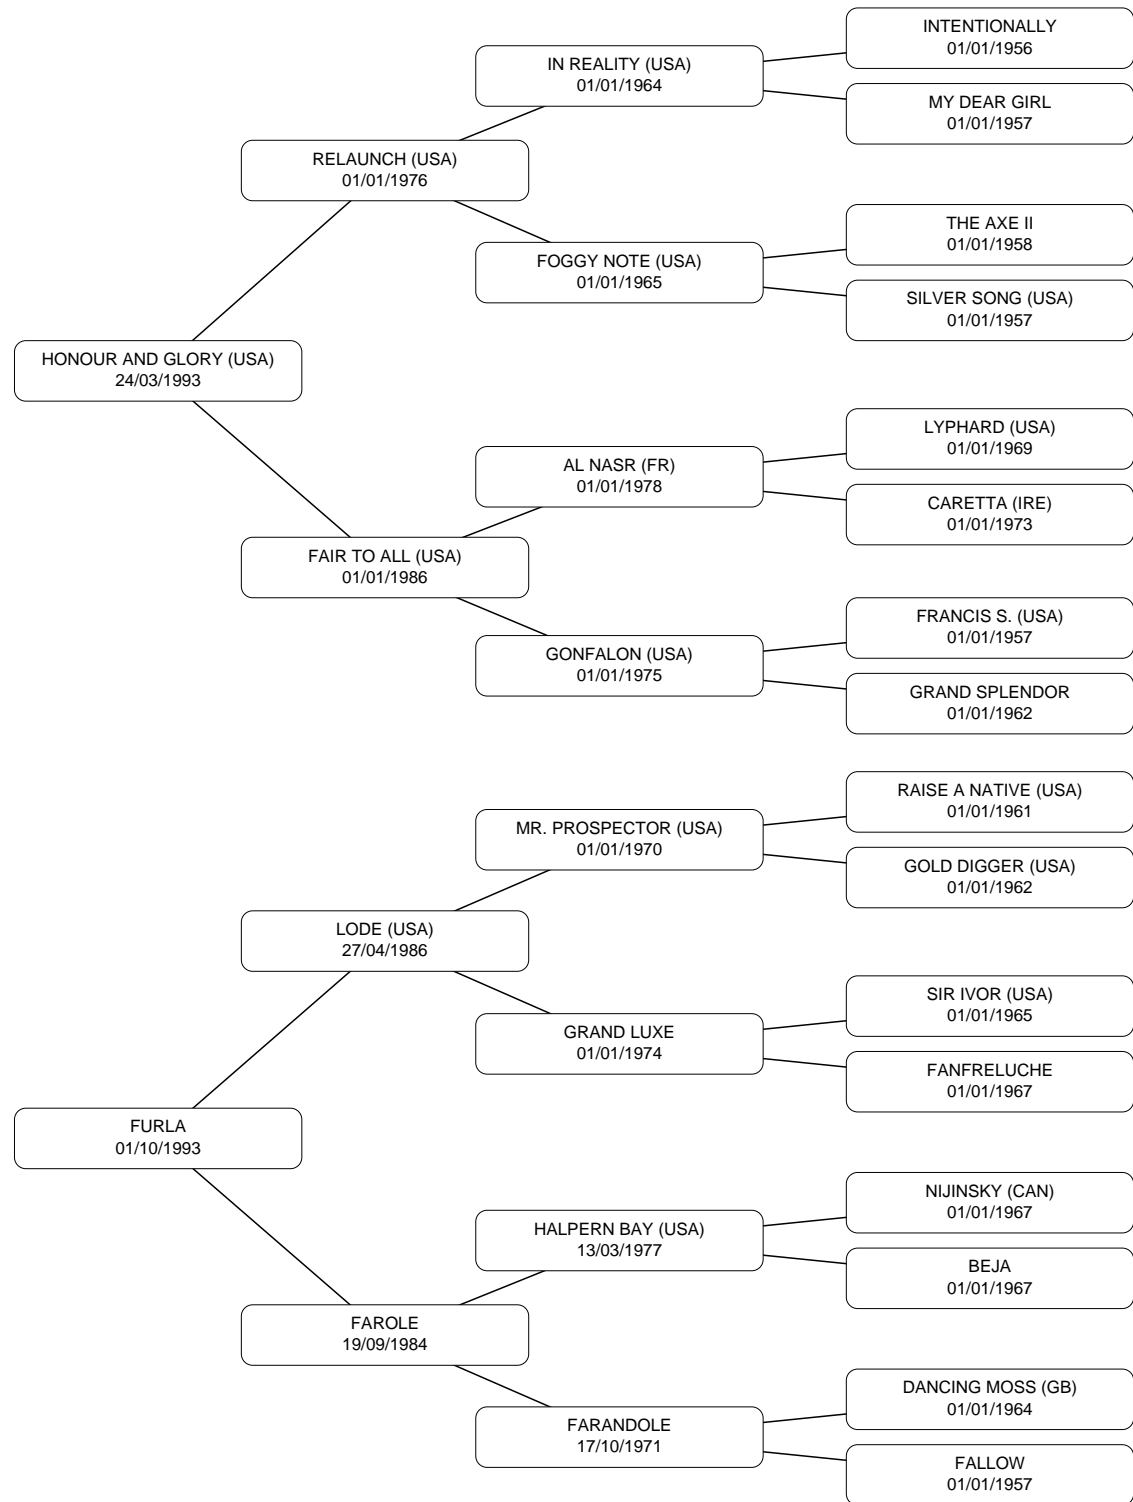 INTENTIONALLY
01/01/1956
IN REALITY (USA)
01/01/1964
MY DEAR GIRL
01/01/1957
RELAUNCH (USA)
01/01/1976
THE AXE II
01/01/1958
FOGGY NOTE (USA)
01/01/1965
SILVER SONG (USA)
01/01/1957
HONOUR AND GLORY (USA)
24/03/1993
LYPHARD (USA)
01/01/1969
AL NASR (FR)
01/01/1978
CARETTA (IRE)
01/01/1973
FAIR TO ALL (USA)
01/01/1986
FRANCIS S. (USA)
01/01/1957
GONFALON (USA)
01/01/1975
GRAND SPLENDOR
01/01/1962
RAISE A NATIVE (USA)
01/01/1961
MR. PROSPECTOR (USA)
01/01/1970
GOLD DIGGER (USA)
01/01/1962
LODE (USA)
27/04/1986
SIR IVOR (USA)
01/01/1965
GRAND LUXE
01/01/1974
FANFRELUCHE
01/01/1967
FURLA
01/10/1993
NIJINSKY (CAN)
01/01/1967
HALPERN BAY (USA)
13/03/1977
BEJA
01/01/1967
FAROLE
19/09/1984
DANCING MOSS (GB)
01/01/1964
FARANDOLE
17/10/1971
FALLOW
01/01/1957